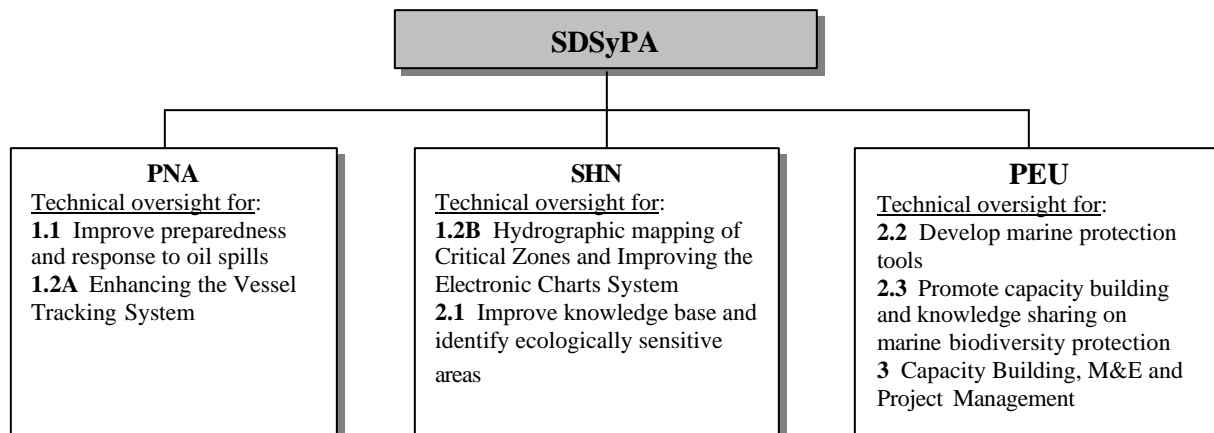 SDSyPA
PNA
Technical oversight for:
1.1 Improve preparedness
and response to oil spills
1.2A Enhancing the Vessel
Tracking System
SHN
Technical oversight for:
1.2B Hydrographic mapping of
Critical Zones and Improving the
Electronic Charts System
2.1 Improve knowledge base and
identify ecologically sensitive
areas
PEU
Technical oversight for:
2.2 Develop marine protection
tools
2.3 Promote capacity building
and knowledge sharing on
marine biodiversity protection
3 Capacity Building, M&E and
Project Management